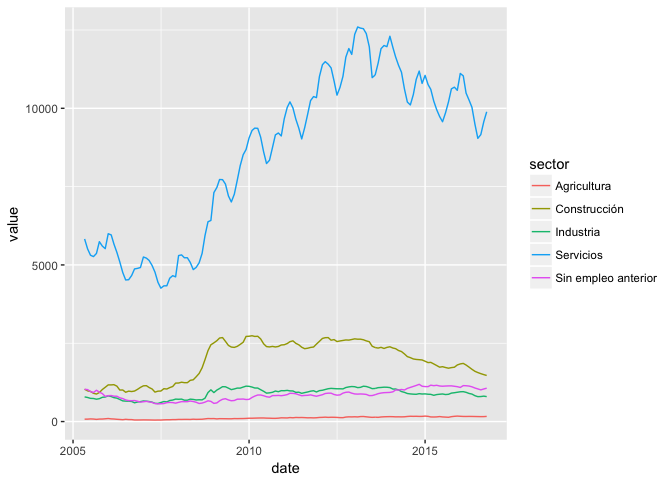 10000
5000
0
value
2005
2010
2015
date
sector
Agricultura
Construcción
Industria
Servicios
Sin empleo anterior